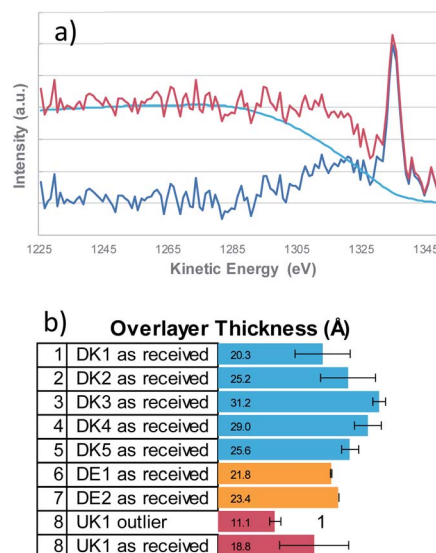 a)
Intensity (a.u.)
1225 1245 1265 1285 1305 1325 1345
Kinetic Energy (eV)
b)
Overlayer Thickness (Å)
1 DK1 as received 20.3
2 DK2 as received 25.2
3 DK3 as received 31.2
4 DK4 as received 29.0
5 DK5 as received 25.6
6 DE1 as received 21.8
7 DE2 as received 23.4
8 UK1 outlier 11.1 1
8 UK1 as received 18.8